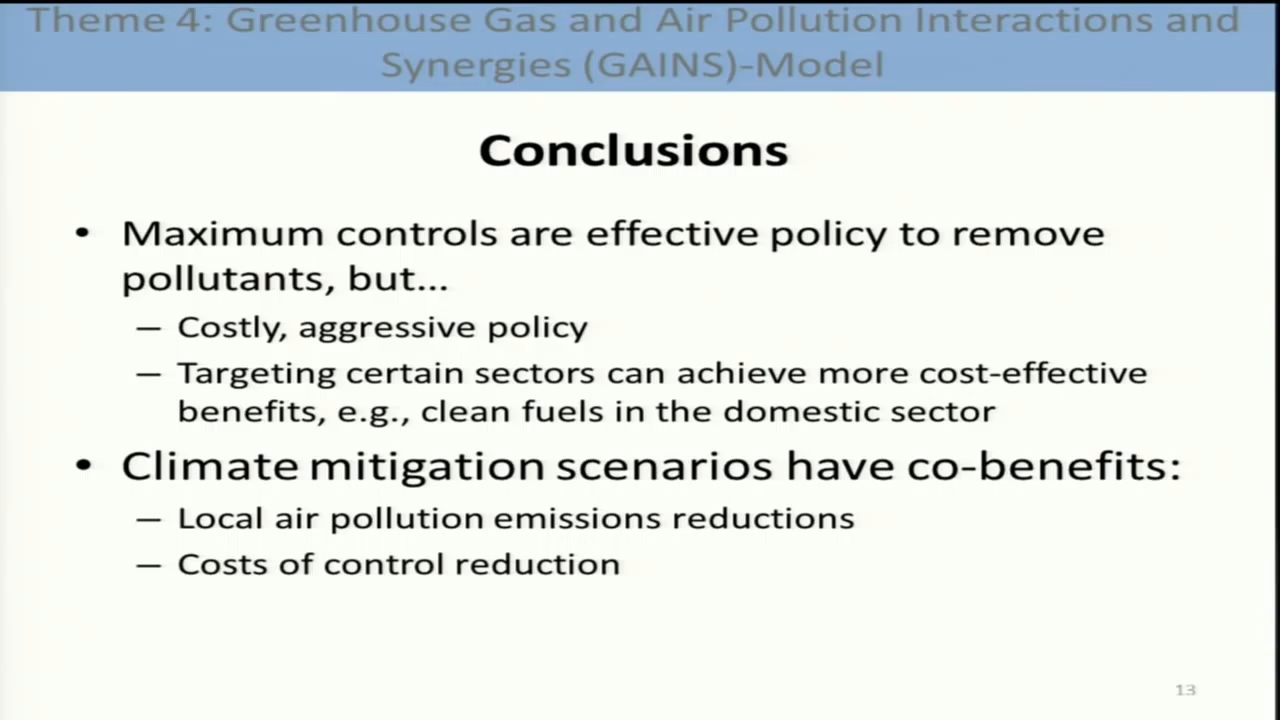 Theme 4: Greenhouse Gas and Air Pollution Interactions and
Synergies (GAINS)-Model
Conclusions
• Maximum controls are effective policy to remove
pollutants, but...
– Costly, aggressive policy
– Targeting certain sectors can achieve more cost-effective
benefits, e.g., clean fuels in the domestic sector
• Climate mitigation scenarios have co-benefits:
– Local air pollution emissions reductions
– Costs of control reduction
13